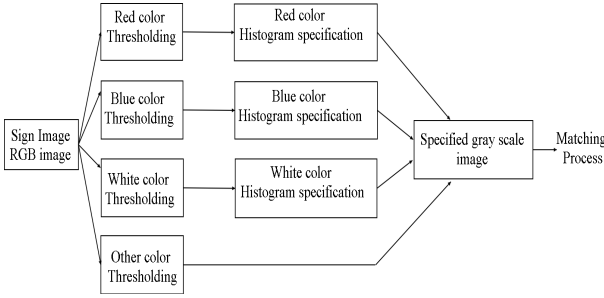 Red color
Thresholding
Red color
Histogram specification
Blue color
Thresholding
Blue color
Histogram specification
Sign Image
RGB image
Specified gray scale
image
Matching
Process
White color
Thresholding
White color
Histogram specification
Other color
Thresholding